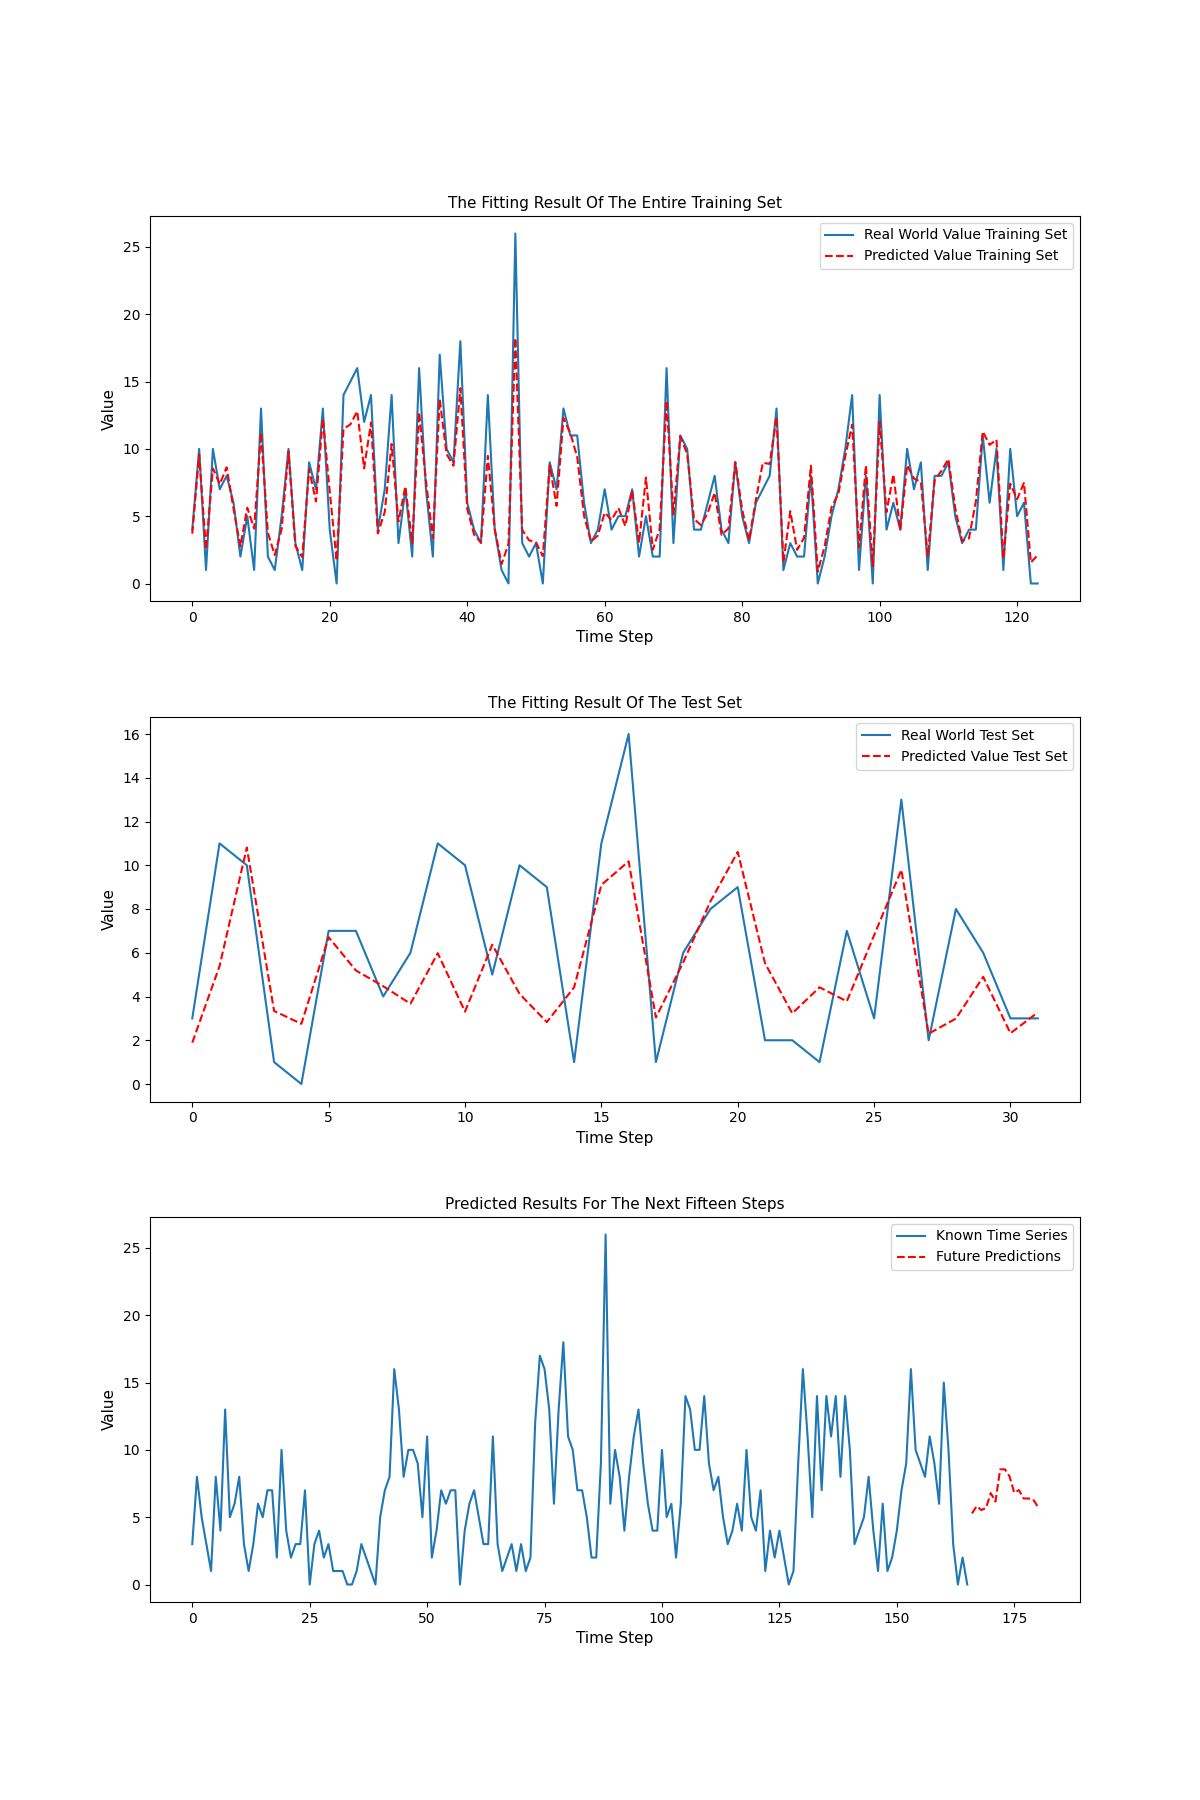 The Fitting Result Of The Entire Training Set
Real World Value Training Set
Predicted Value Training Set
25
20
15
10
5
0
Value
0 20 40 60 80 100 120
Time Step
The Fitting Result Of The Test Set
Real World Test Set
Predicted Value Test Set
16
14
12
10
8
6
4
2
0
Value
0 5 10 15 20 25 30
Time Step
Predicted Results For The Next Fifteen Steps
Known Time Series
Future Predictions
25
20
15
10
5
0
Value
0 25 50 75 100 125 150 175
Time Step